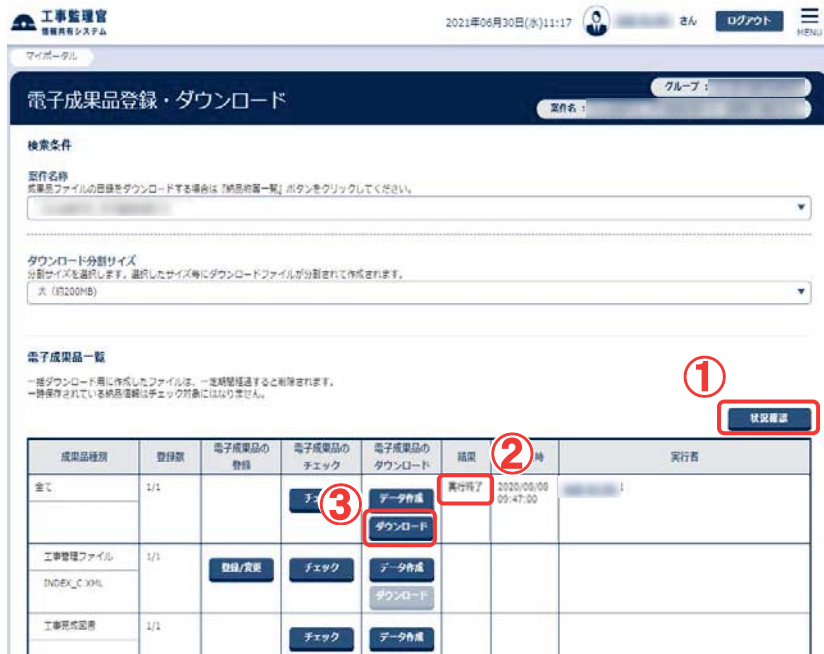 工事監理官
情報共有システム
2021年06月30日(水)11:17
さん
ログアウト
MENU
マイポータル
電子成果品登録・ダウンロード
グループ :
案件名 :
検索条件
案件名称
成果品ファイルの目録をダウンロードする場合は『納品物等一覧』ボタンをクリックしてください。
ダウンロード分割サイズ
分割サイズを選択します。選択したサイズ毎にダウンロードファイルが分割されて作成されます。
大 (約200MB)
電子成果品一覧
一括ダウンロード用に作成したファイルは、一定期間経過すると削除されます。
一時保存されている納品情報はチェック対象にはなりません。
①
状況確認
成果品種別 登録数 電子成果品の登録 電子成果品のチェック 電子成果品のダウンロード 結果 ② 時 実行者
全て 1/1 チェ データ作成 実行終了 2020/08/08
09:47:00
③ ダウンロード
工事管理ファイル 1/1 登録/変更 チェック データ作成
INDEX_C.XML ダウンロード
工事完成図書 1/1 チェック データ作成